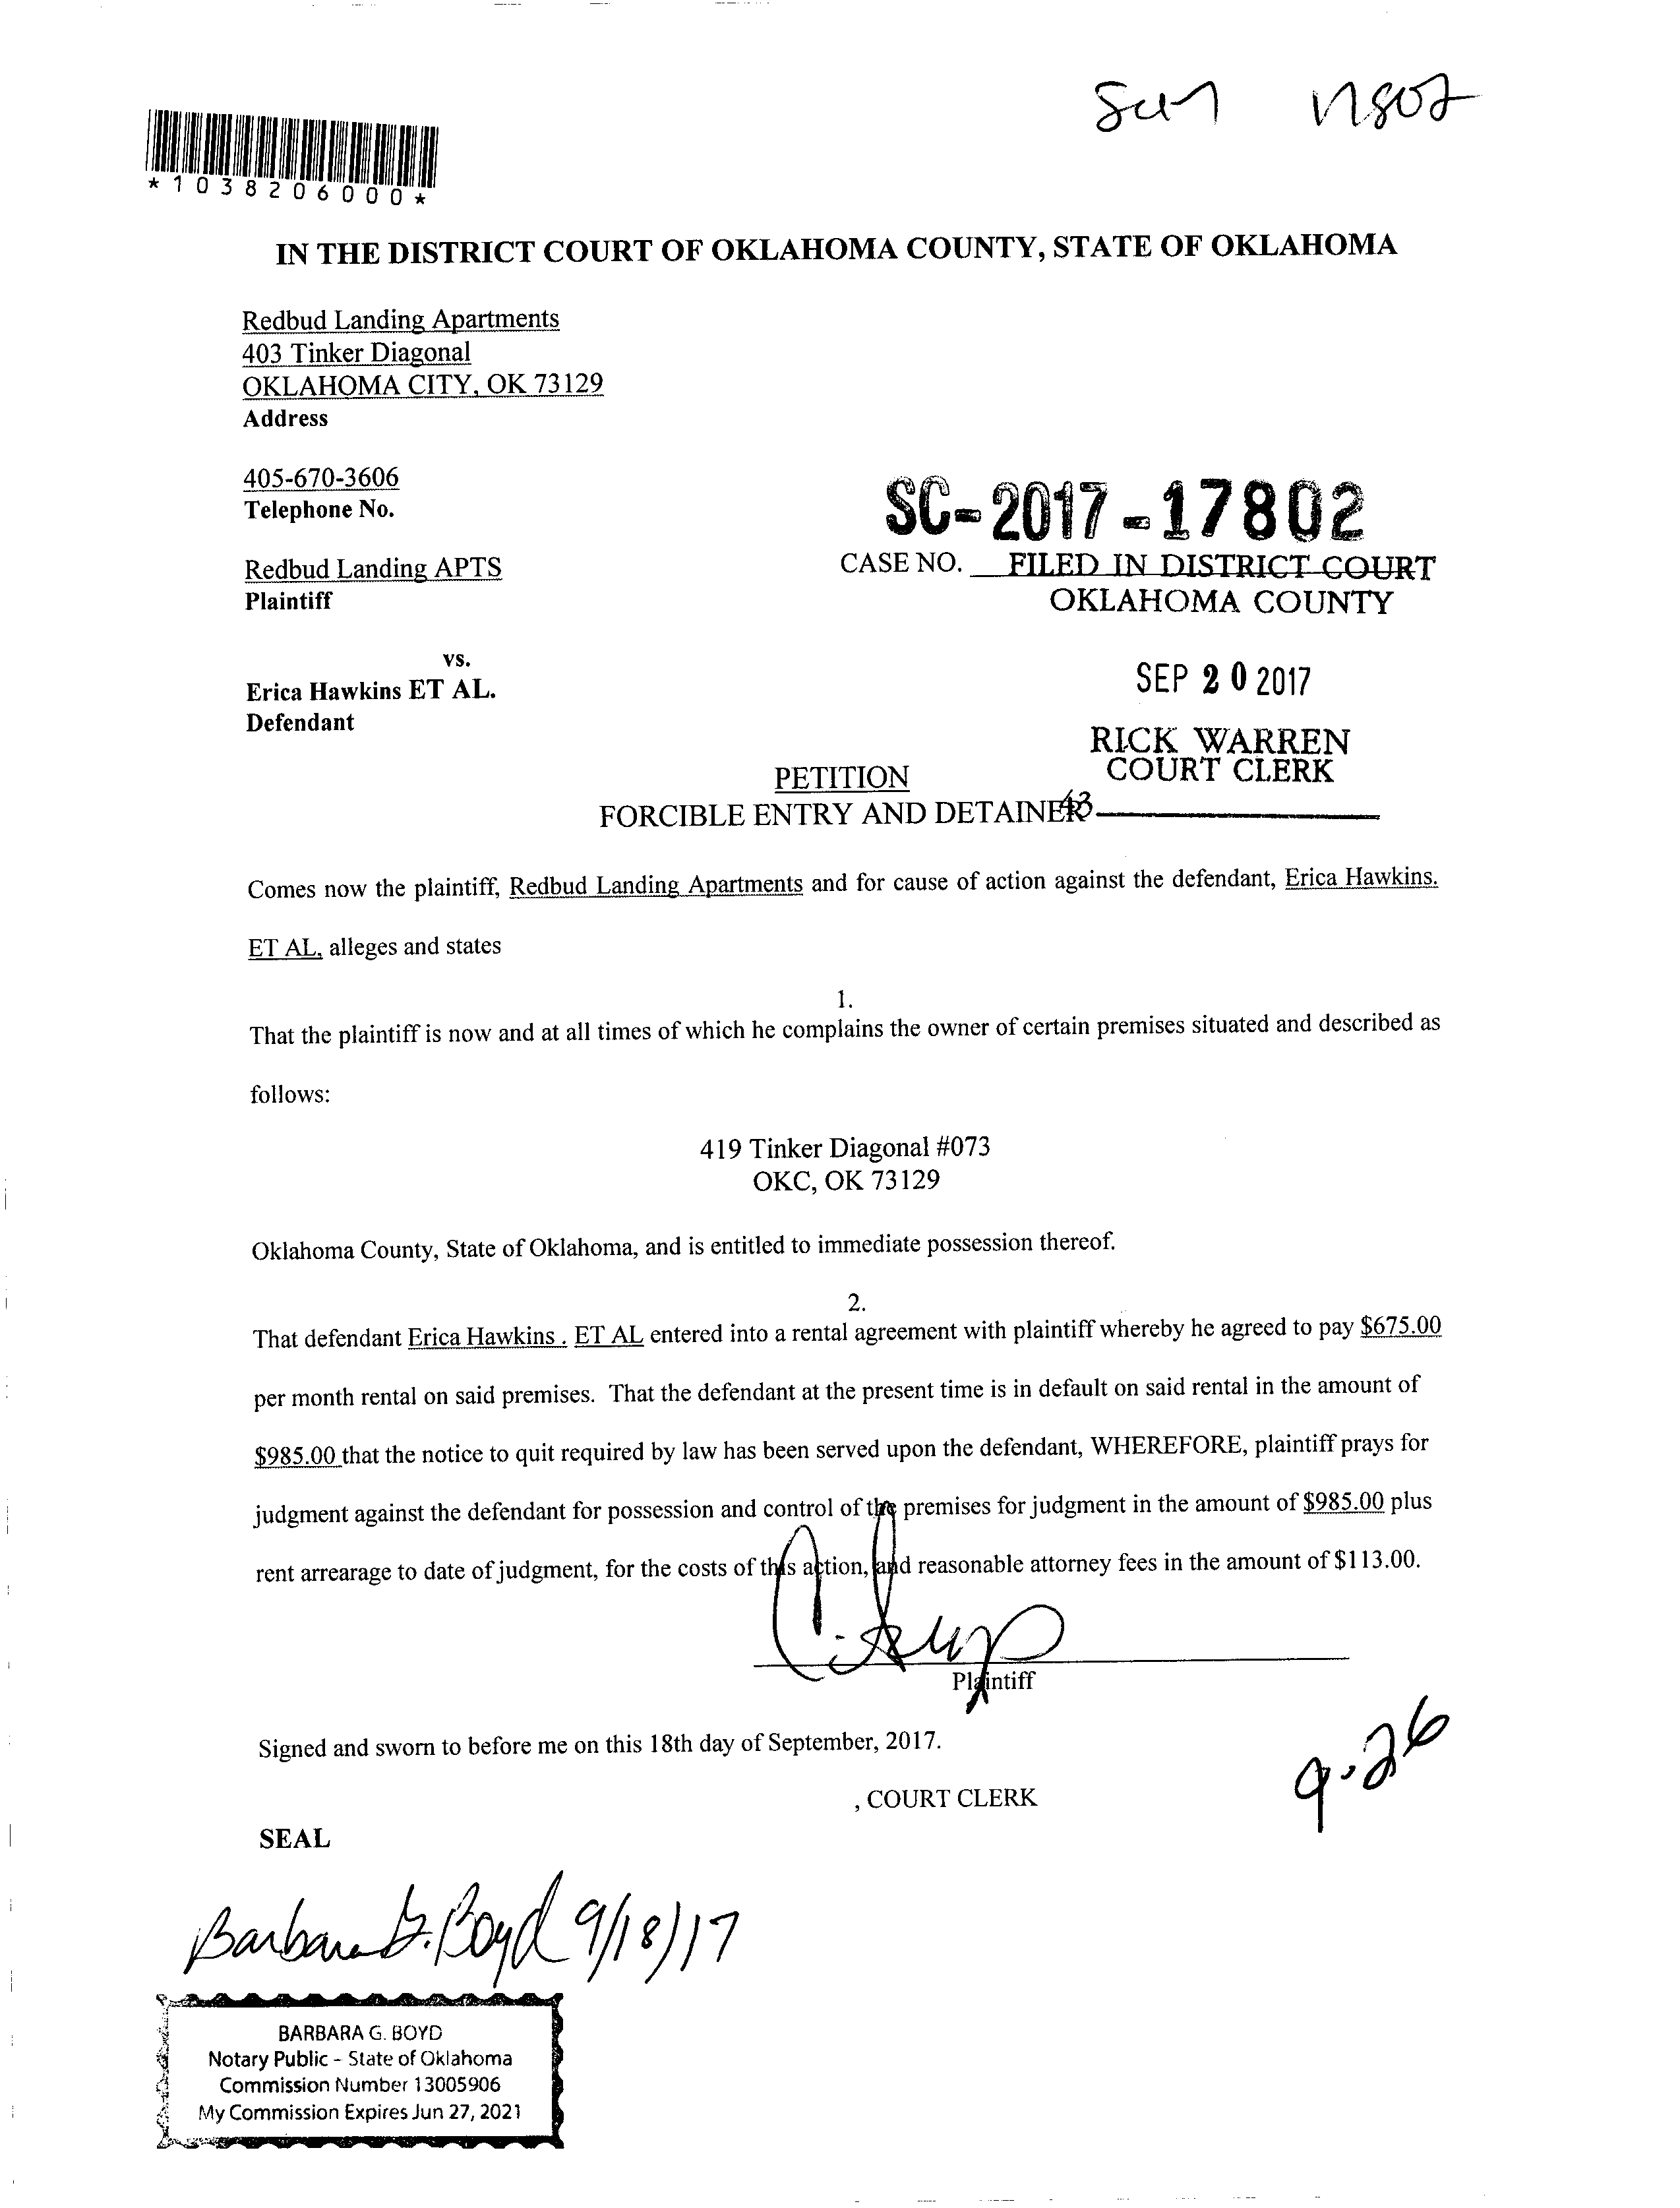 SC17 17802
*1038206000*
IN THE DISTRICT COURT OF OKLAHOMA COUNTY, STATE OF OKLAHOMA
Redbud Landing Apartments
403 Tinker Diagonal
OKLAHOMA CITY, OK 73129
Address
405-670-3606
Telephone No.
SC-2017-17802
Redbud Landing APTS
CASE NO. FILED IN DISTRICT COURT
Plaintiff
OKLAHOMA COUNTY
vs.
Erica Hawkins ET AL.
SEP 20 2017
Defendant
RICK WARREN
COURT CLERK
PETITION
FORCIBLE ENTRY AND DETAINER
43
Comes now the plaintiff, Redbud Landing Apartments and for cause of action against the defendant, Erica Hawkins.
ET AL, alleges and states
1.
That the plaintiff is now and at all times of which he complains the owner of certain premises situated and described as
follows:
419 Tinker Diagonal #073
OKC, OK 73129
Oklahoma County, State of Oklahoma, and is entitled to immediate possession thereof.
2.
That defendant Erica Hawkins . ET AL entered into a rental agreement with plaintiff whereby he agreed to pay $675.00
per month rental on said premises. That the defendant at the present time is in default on said rental in the amount of
$985.00 that the notice to quit required by law has been served upon the defendant, WHEREFORE, plaintiff prays for
judgment against the defendant for possession and control of the premises for judgment in the amount of $985.00 plus
rent arrearage to date of judgment, for the costs of this action, and reasonable attorney fees in the amount of $113.00.
Plaintiff
Signed and sworn to before me on this 18th day of September, 2017.
9.26
, COURT CLERK
SEAL
Barbara G. Boyd 9/18/17
BARBARA G. BOYD
Notary Public - State of Oklahoma
Commission Number 13005906
My Commission Expires Jun 27, 2021